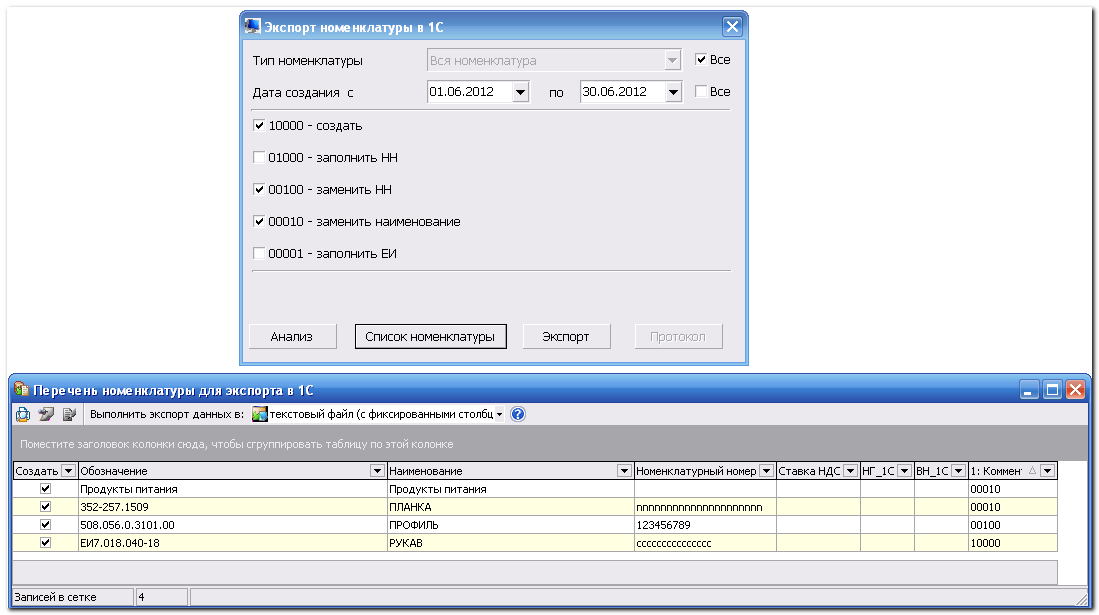 Экспорт номенклатуры в 1С
Тип номенклатуры Вся номенклатура Все
Дата создания с 01.06.2012 по 30.06.2012 Все
10000 - создать
01000 - заполнить НН
00100 - заменить НН
00010 - заменить наименование
00001 - заполнить ЕИ
Анализ Список номенклатуры Экспорт Протокол
Перечень номенклатуры для экспорта в 1С
Выполнить экспорт данных в: текстовый файл (с фиксированными столбц
Поместите заголовок колонки сюда, чтобы сгруппировать таблицу по этой колонке
Создать Обозначение Наименование Номенклатурный номер Ставка НДС НГ_1С ВН_1С 1: Коммент
Продукты питания Продукты питания 00010
352-257.1509 ПЛАНКА nnnnnnnnnnnnnnnnnnnnn 00010
508.056.0.3101.00 ПРОФИЛЬ 123456789 00100
ЕИ7.018.040-18 РУКАВ ccccccccccccccc 10000
Записей в сетке 4